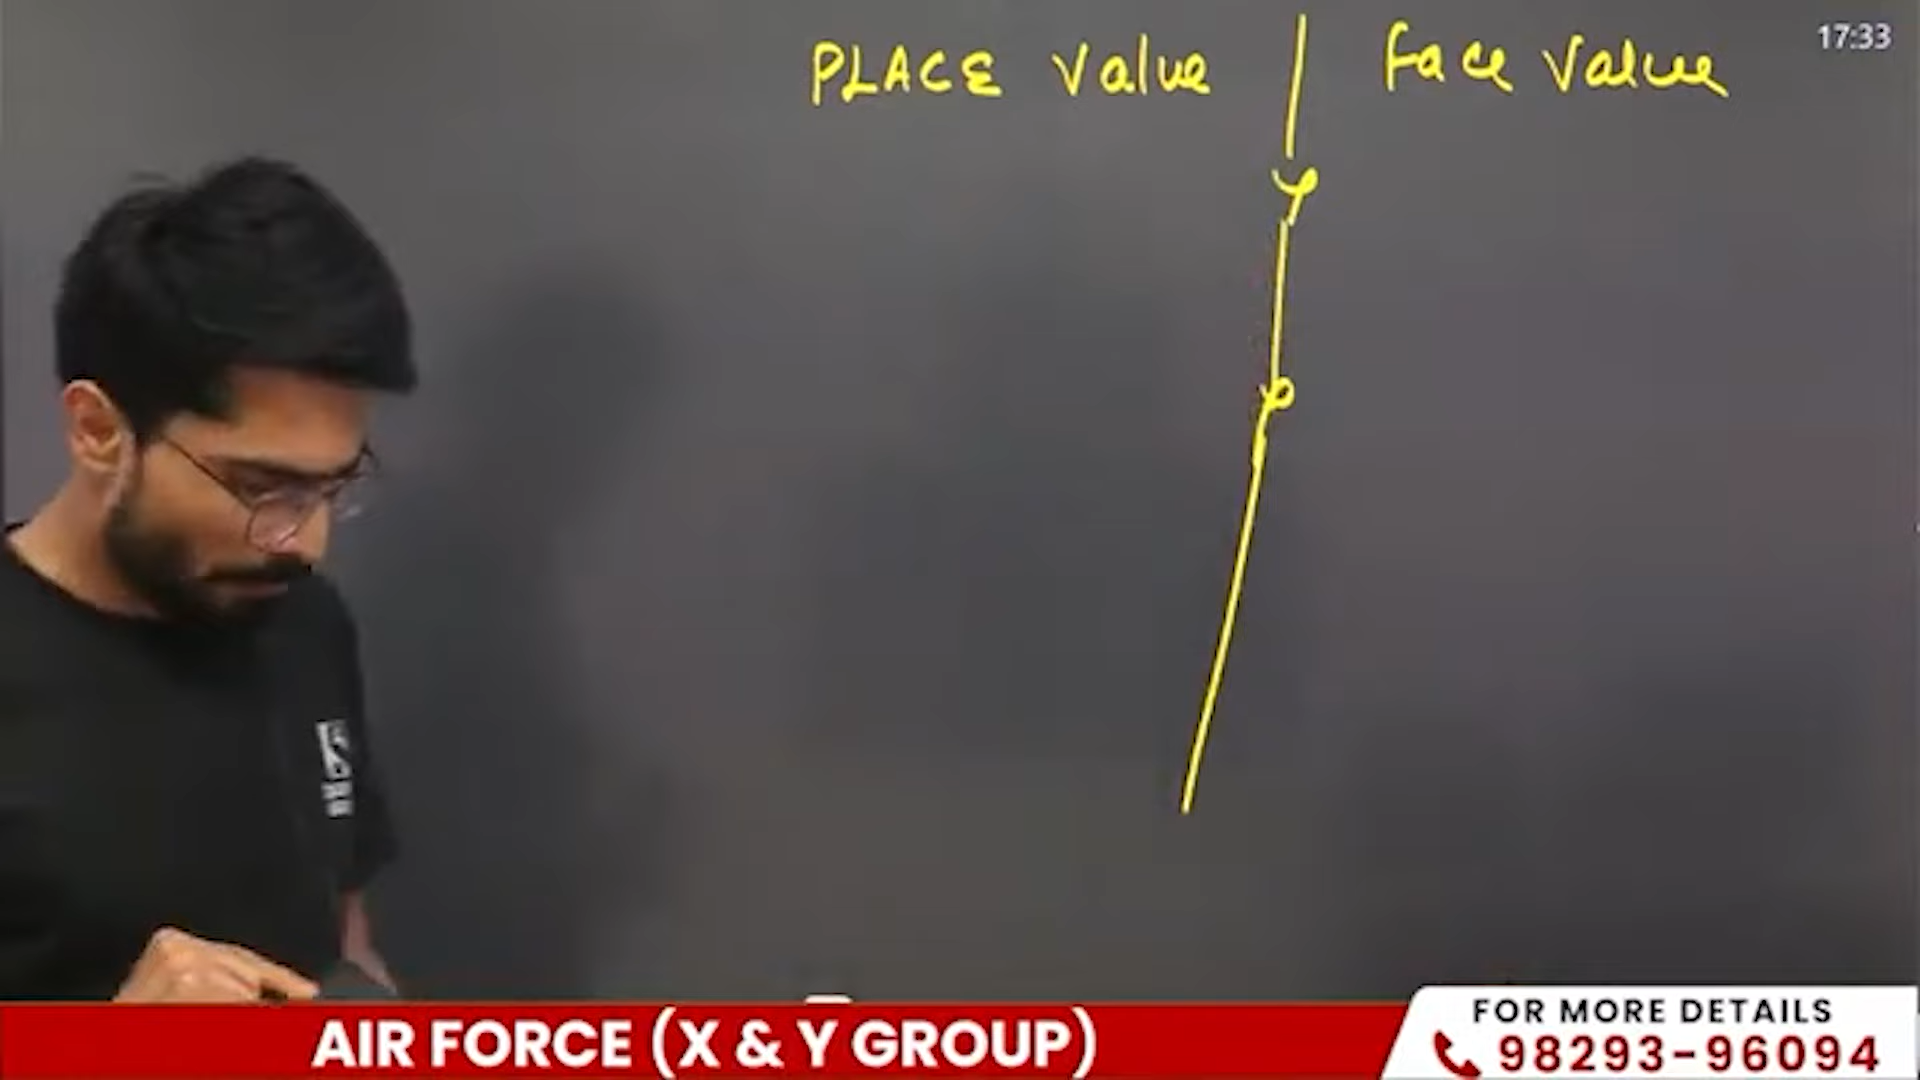 17:33
PLACE Value | Face Value
AIR FORCE (X & Y GROUP)
FOR MORE DETAILS
98293-96094